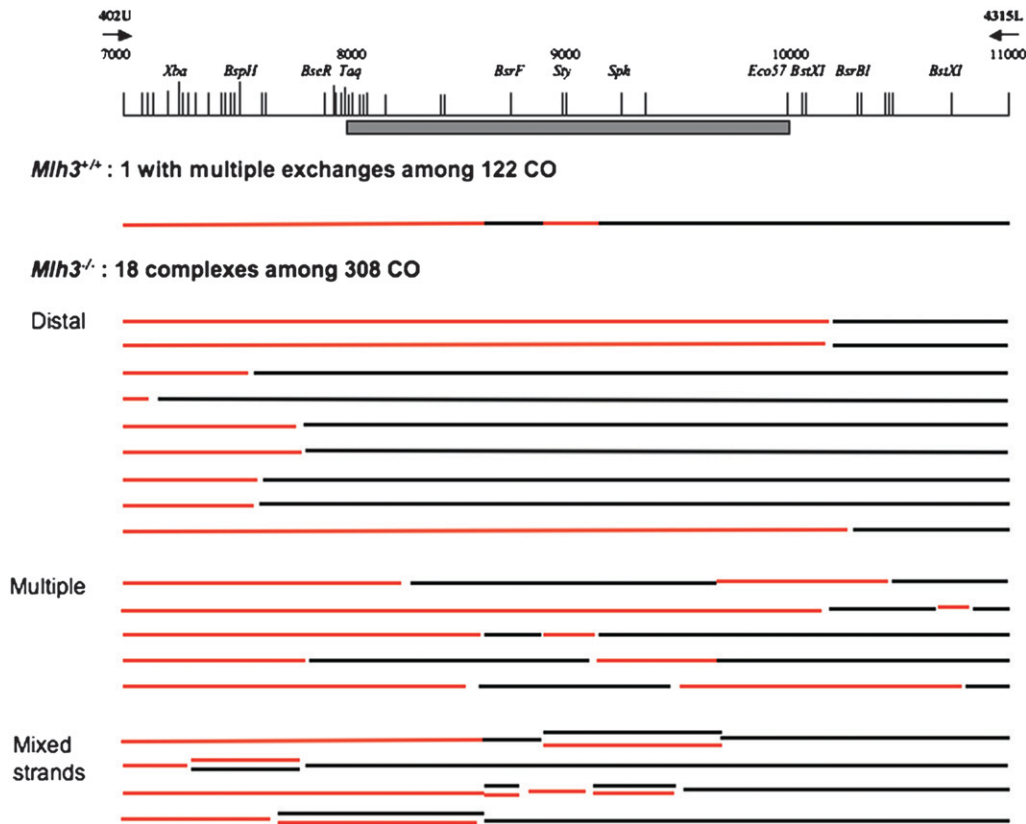 402U 4315L
7000 8000 9000 10000 11000
Xba BspH BseR Taq BsrF Sty Sph Eco57 BstXI BsrBI BstXI
Mlh3+/+ : 1 with multiple exchanges among 122 CO
Mlh3-/- : 18 complexes among 308 CO
Distal
Multiple
Mixed
strands